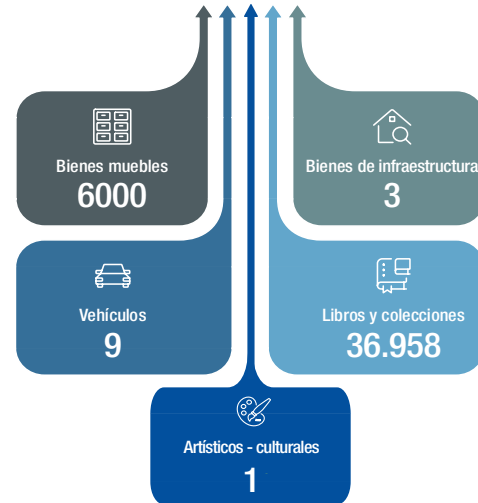 Bienes muebles
6000
Bienes de infraestructura
3
Vehículos
9
Libros y colecciones
36.958
Artísticos - culturales
1